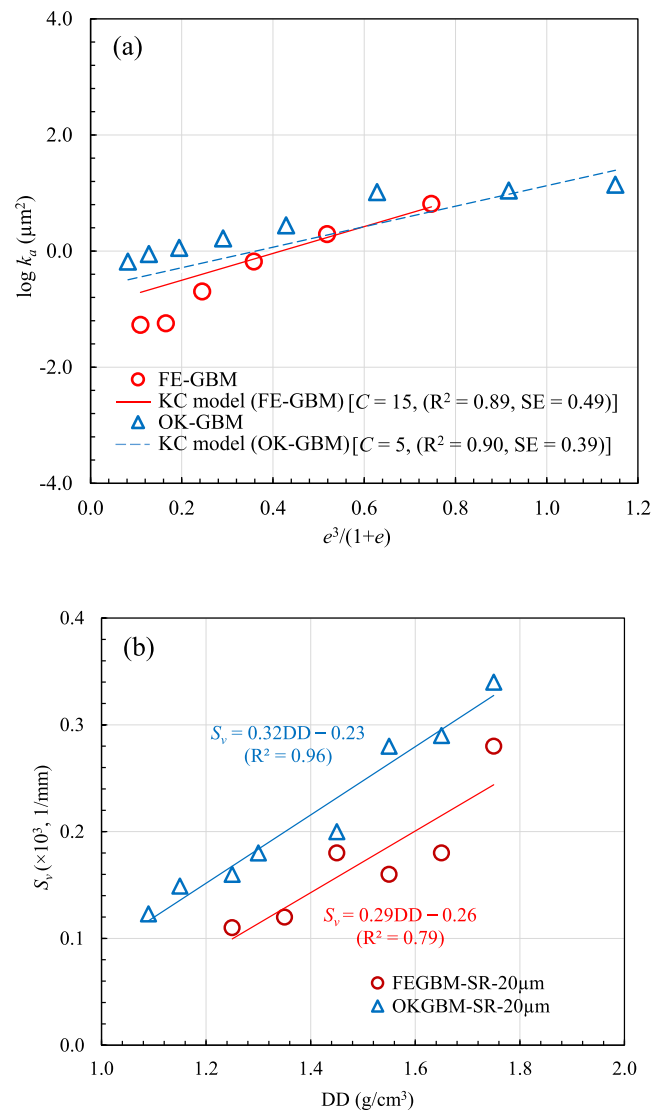 (a)
4.0
2.0
0.0
-2.0
-4.0
log kₐ (µm²)
FE-GBM
KC model (FE-GBM) [C = 15, (R² = 0.89, SE = 0.49)]
OK-GBM
KC model (OK-GBM)[C = 5, (R² = 0.90, SE = 0.39)]
0.0 0.2 0.4 0.6 0.8 1.0 1.2
e³/(1+e)
(b)
0.4
0.3
0.2
0.1
0.0
Sᵥ (×10³, 1/mm)
Sᵥ = 0.32DD − 0.23
(R² = 0.96)
Sᵥ = 0.29DD − 0.26
(R² = 0.79)
FEGBM-SR-20µm
OKGBM-SR-20µm
1.0 1.2 1.4 1.6 1.8 2.0
DD (g/cm³)